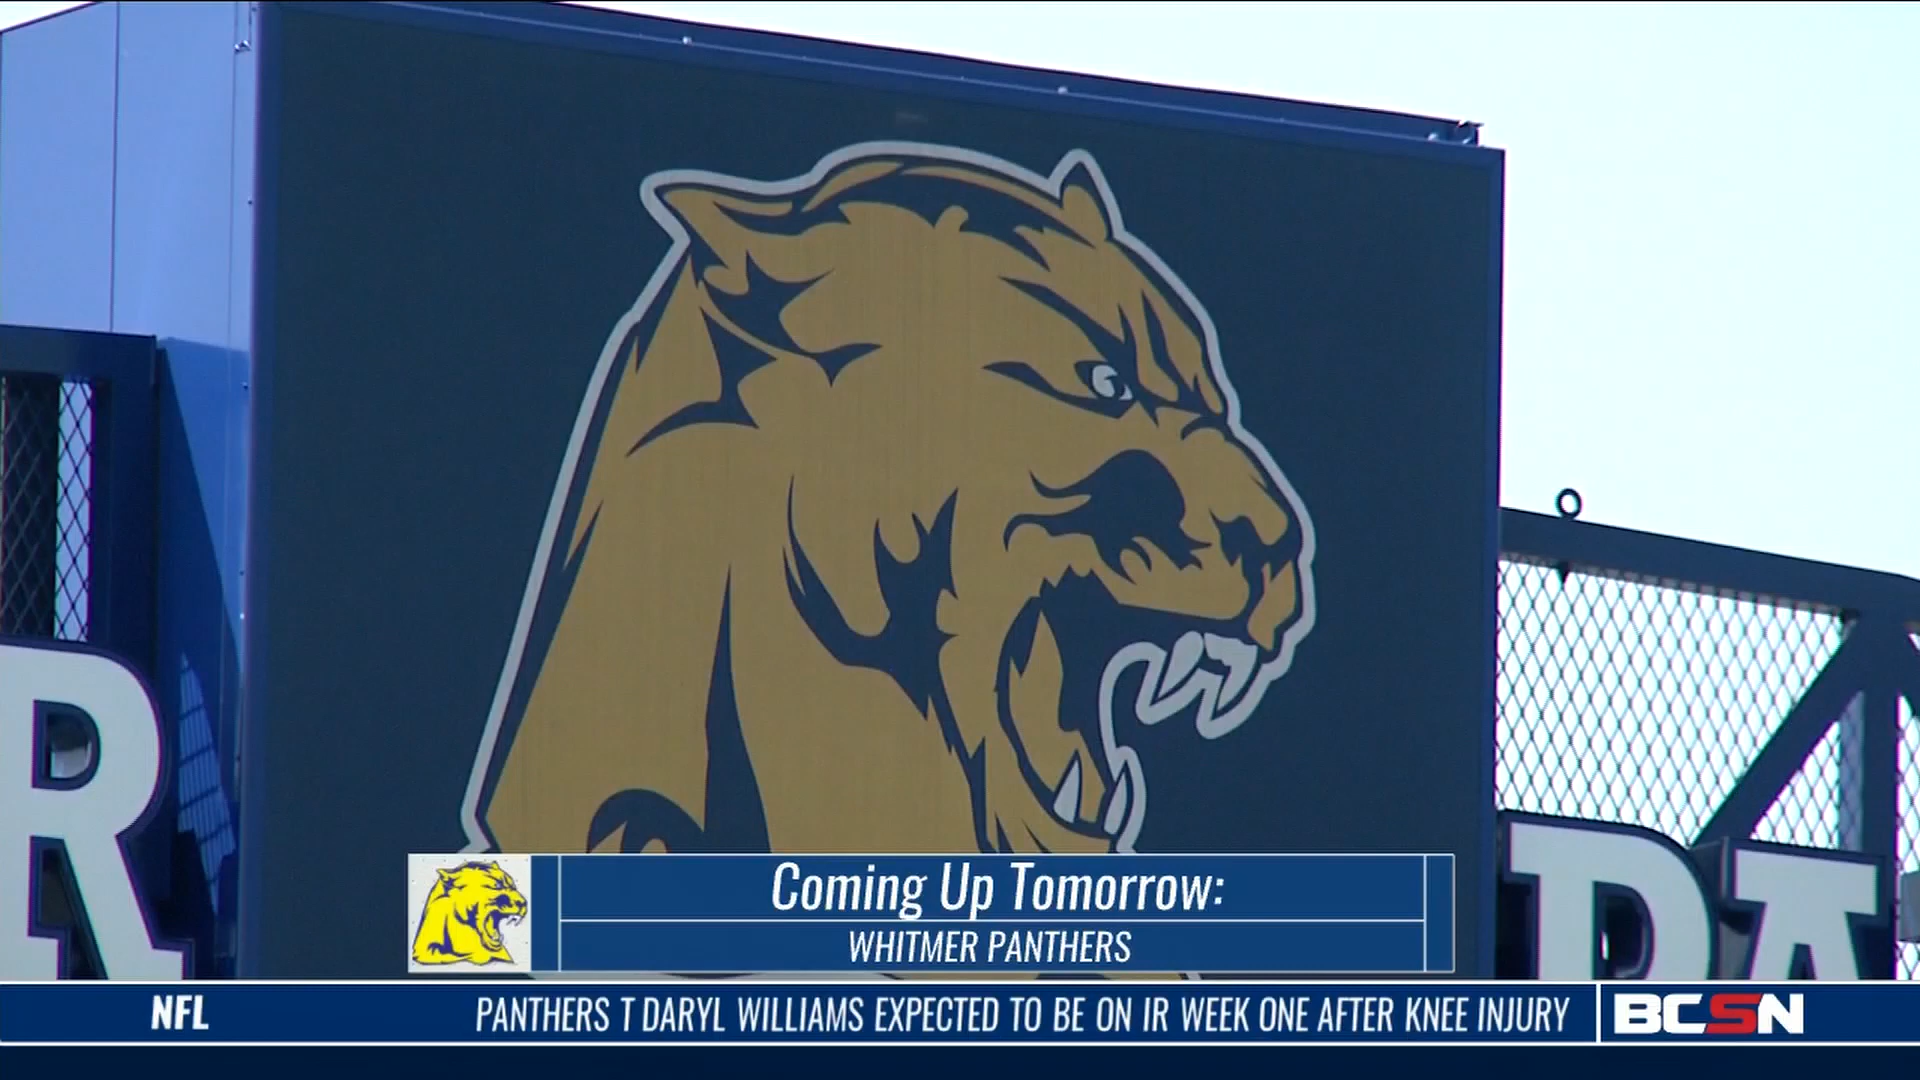 R
PA
Coming Up Tomorrow:
WHITMER PANTHERS
NFL
PANTHERS T DARYL WILLIAMS EXPECTED TO BE ON IR WEEK ONE AFTER KNEE INJURY
BCSN